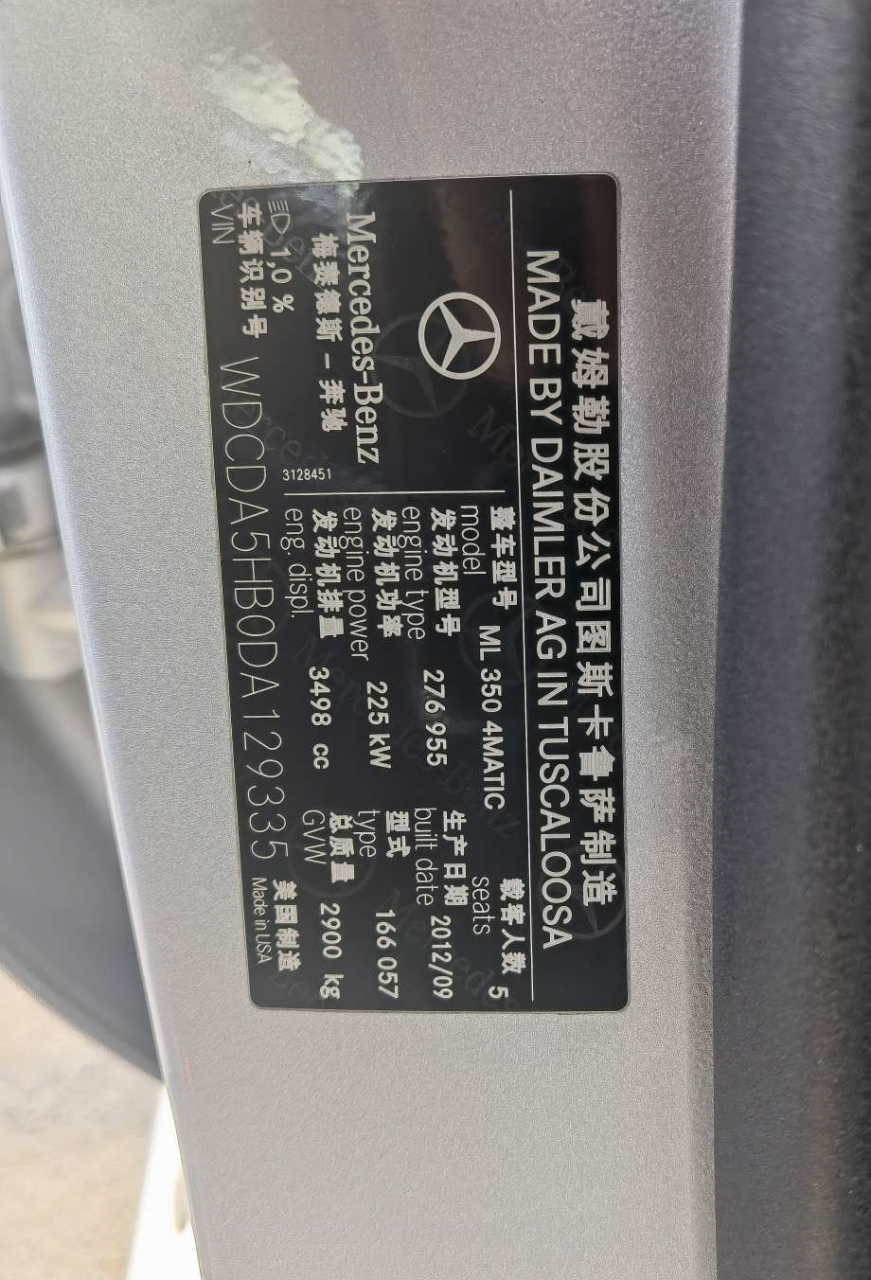 戴姆勒股份公司图斯卡鲁萨制造
MADE BY DAIMLER AG IN TUSCALOOSA
Mercedes-Benz
梅赛德斯 - 奔驰
3128451
整车型号 ML 350 4MATIC 载客人数 5
model seats
发动机型号 276 955 生产日期 2012/09
engine type built date
发动机功率 225 kW 型式 166 057
engine power type
发动机排量 3498 cc 总质量 2900 kg
eng. displ. GVW
1,0 %
车辆识别号 WDCDA5HB0DA129335 美国制造
VIN Made in USA